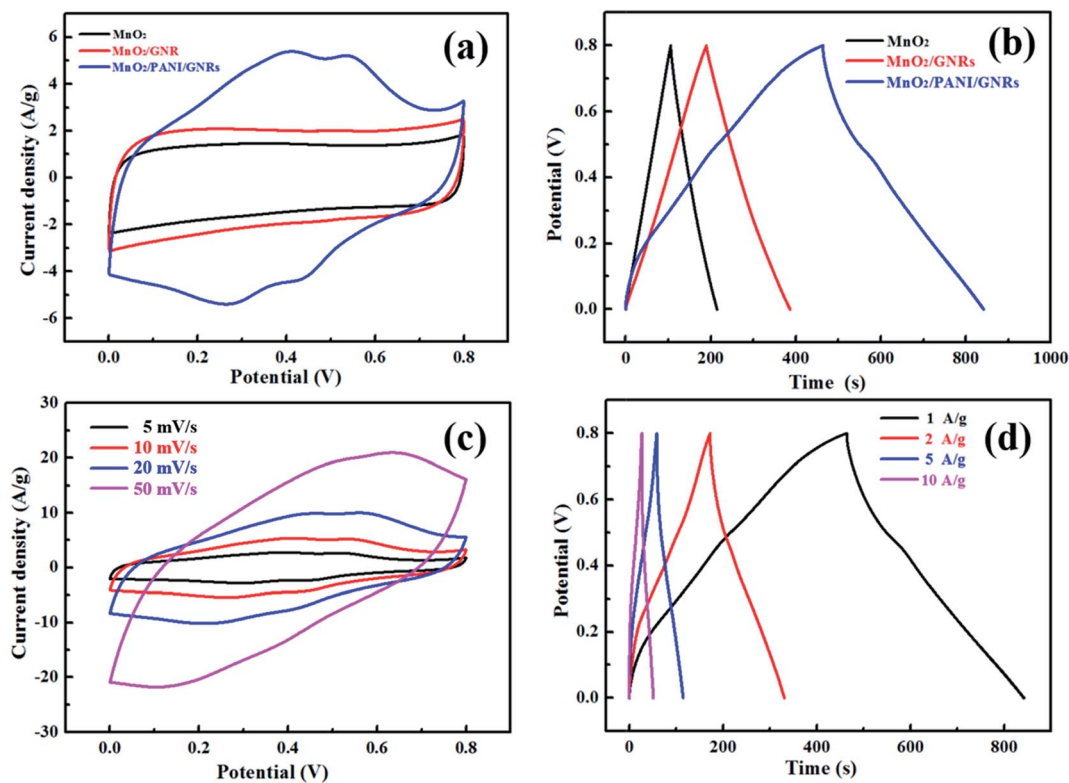 (a)
MnO₂
MnO₂/GNR
MnO₂/PANI/GNRs
Current density (A/g)
6
4
2
0
-2
-4
-6
0.0 0.2 0.4 0.6 0.8
Potential (V)
(b)
MnO₂
MnO₂/GNRs
MnO₂/PANI/GNRs
Potential (V)
0.8
0.6
0.4
0.2
0.0
0 200 400 600 800 1000
Time (s)
(c)
5 mV/s
10 mV/s
20 mV/s
50 mV/s
Current density (A/g)
30
20
10
0
-10
-20
-30
0.0 0.2 0.4 0.6 0.8
Potential (V)
(d)
1 A/g
2 A/g
5 A/g
10 A/g
Potential (V)
0.8
0.6
0.4
0.2
0.0
0 200 400 600 800
Time (s)